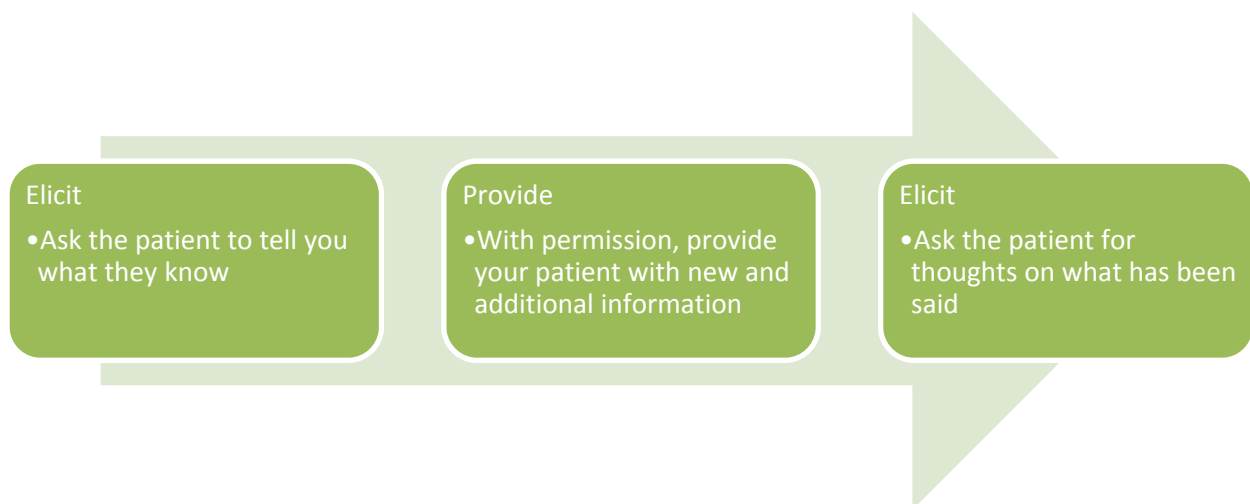 Elicit
•Ask the patient to tell you
what they know
Provide
•With permission, provide
your patient with new and
additional information
Elicit
•Ask the patient for
thoughts on what has been
said